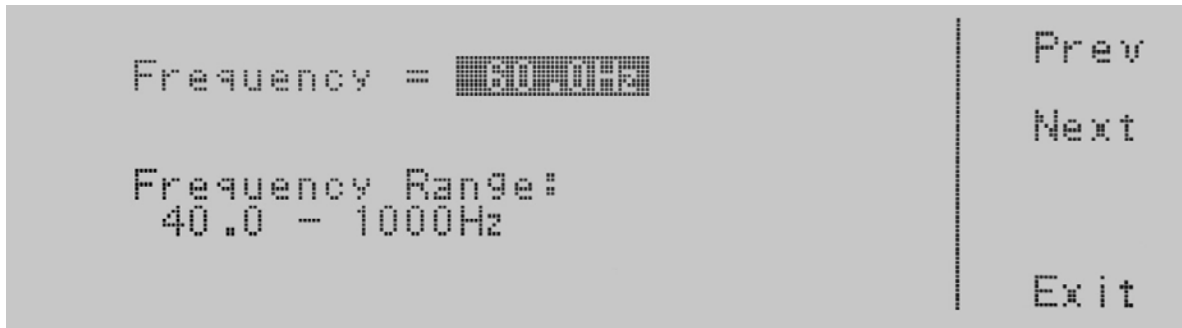 Frequency = 60.0Hz
Frequency Range:
40.0 - 1000Hz
Prev
Next
Exit